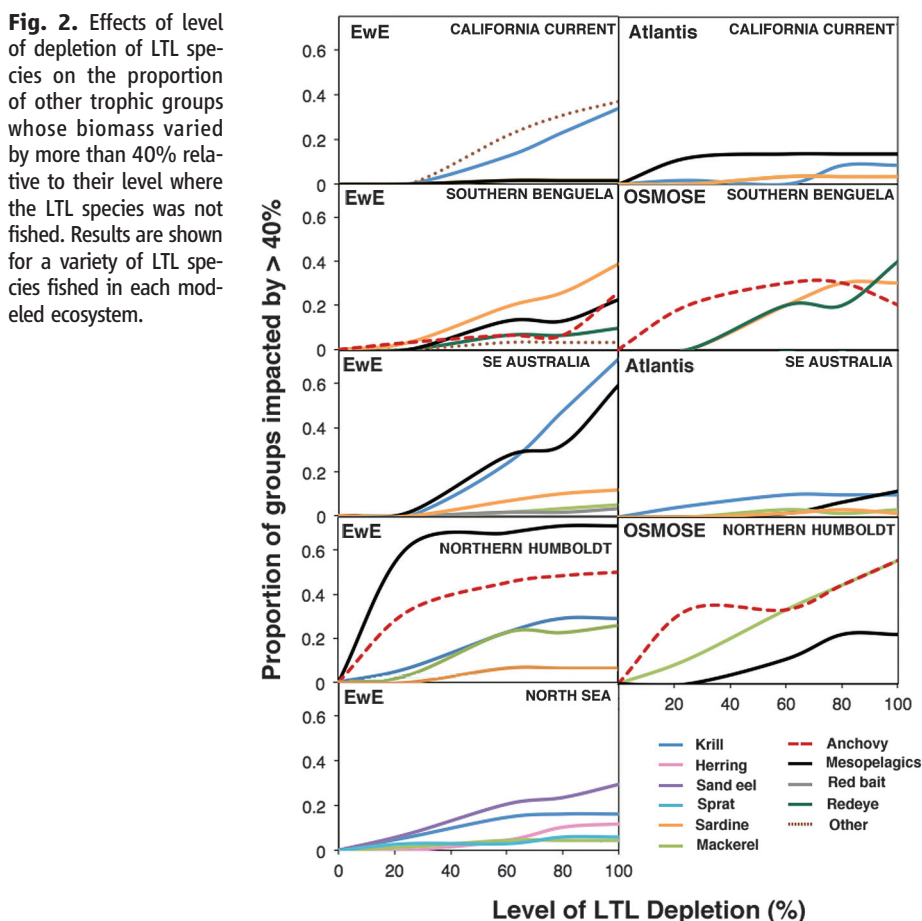 Fig. 2. Effects of level
of depletion of LTL spe-
cies on the proportion
of other trophic groups
whose biomass varied
by more than 40% rela-
tive to their level where
the LTL species was not
fished. Results are shown
for a variety of LTL spe-
cies fished in each mod-
eled ecosystem.
Proportion of groups impacted by > 40%
EwE
CALIFORNIA CURRENT
0.6
0.4
0.2
0
Atlantis
CALIFORNIA CURRENT
EwE
SOUTHERN BENGUELA
0.6
0.4
0.2
0
OSMOSE
SOUTHERN BENGUELA
EwE
SE AUSTRALIA
0.6
0.4
0.2
0
Atlantis
SE AUSTRALIA
EwE
NORTHERN HUMBOLDT
0.6
0.4
0.2
0
OSMOSE
NORTHERN HUMBOLDT
20 40 60 80 100
EwE
NORTH SEA
0.6
0.4
0.2
0
0 20 40 60 80 100
Krill
Herring
Sand eel
Sprat
Sardine
Mackerel
Anchovy
Mesopelagics
Red bait
Redeye
Other
Level of LTL Depletion (%)